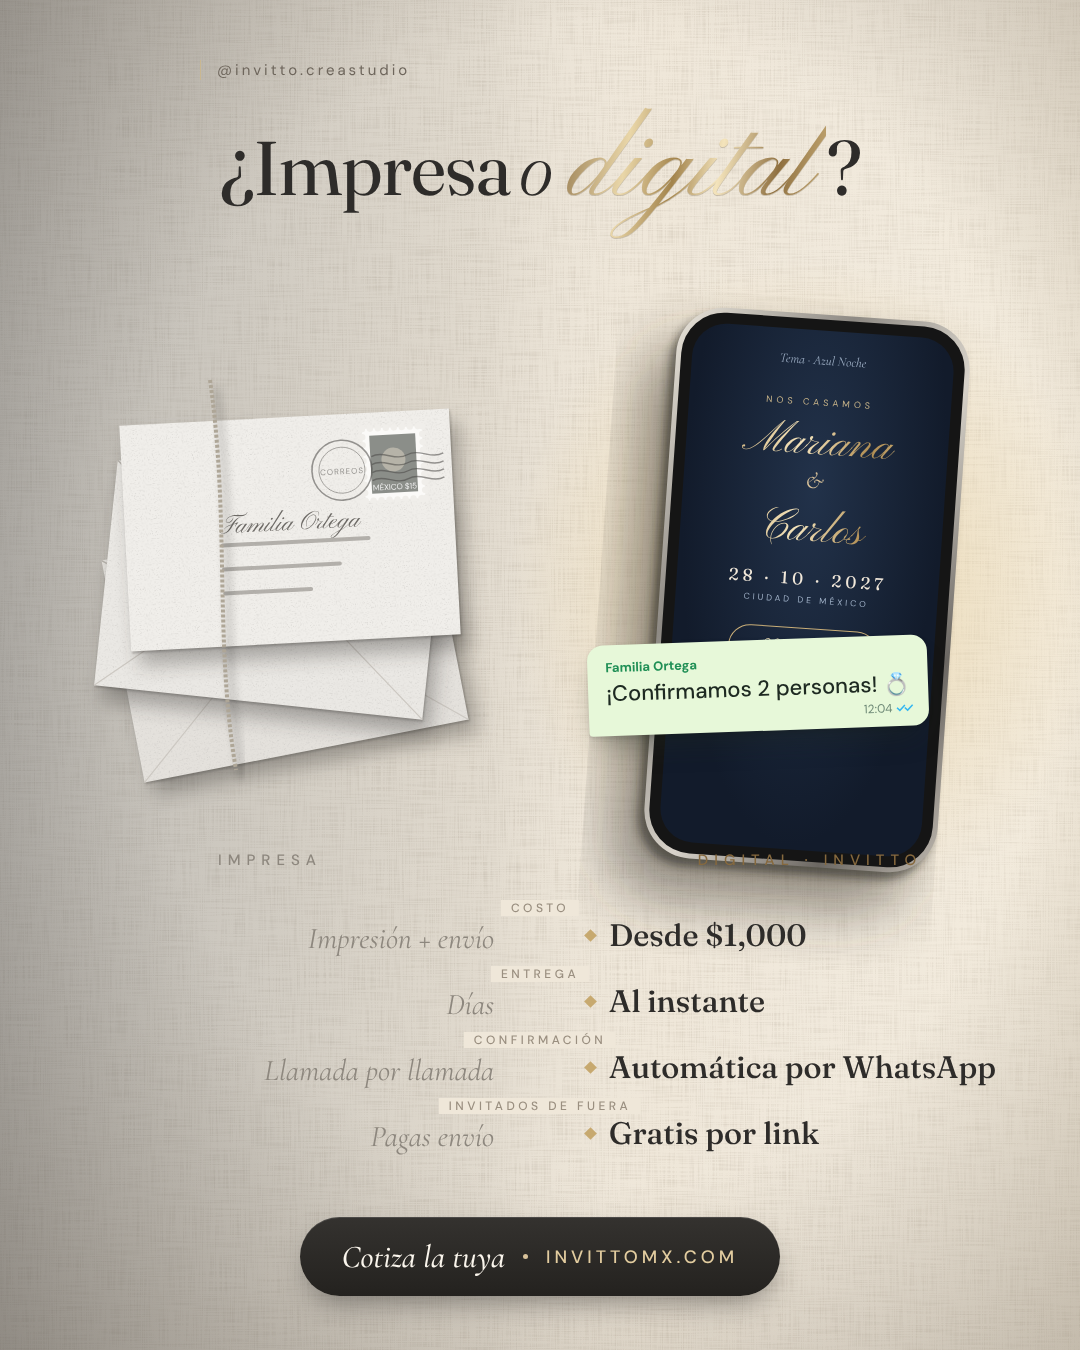 @invitto.creastudio
¿Impresa o digital?
Tema · Azul Noche
NOS CASAMOS
Mariana
&
Carlos
28 · 10 · 2027
CIUDAD DE MÉXICO
CORREOS
MÉXICO $15
Familia Ortega
Familia Ortega
¡Confirmamos 2 personas! 💍
12:04
IMPRESA
DIGITAL · INVITTO
COSTO
Impresión + envío
Desde $1,000
ENTREGA
Días
Al instante
CONFIRMACIÓN
Llamada por llamada
Automática por WhatsApp
INVITADOS DE FUERA
Pagas envío
Gratis por link
Cotiza la tuya • INVITTOMX.COM